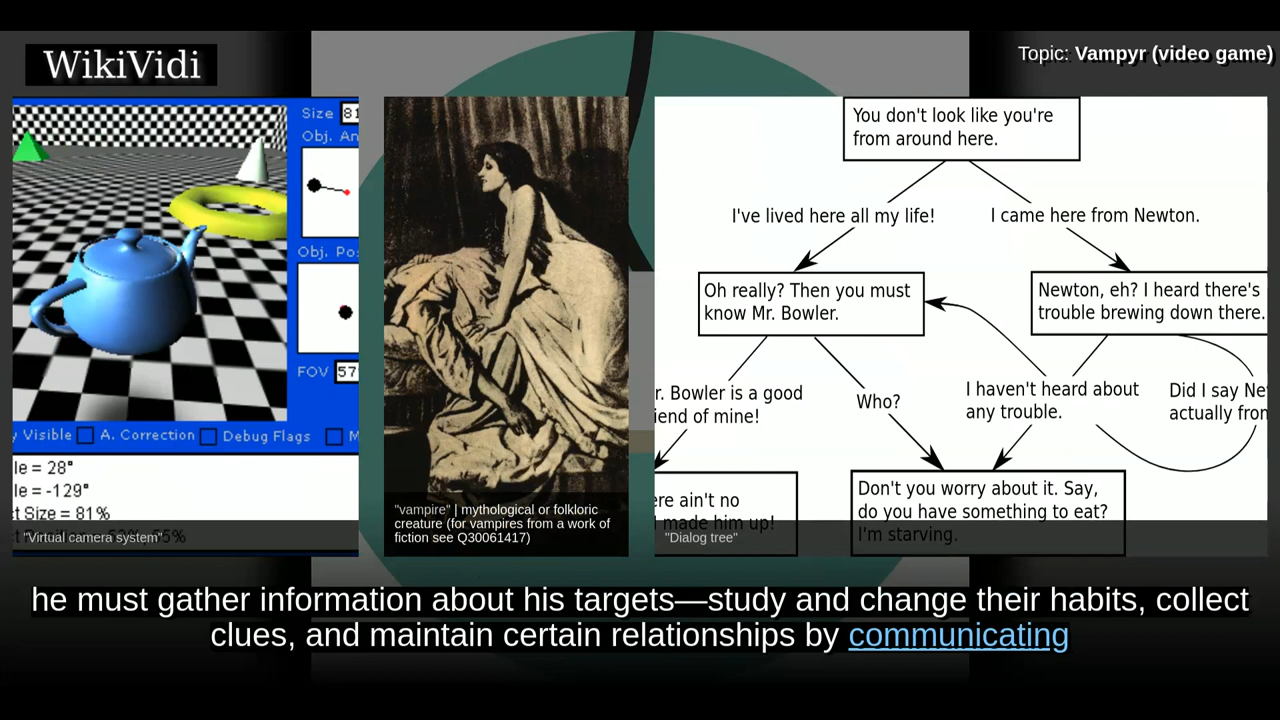 WikiVidi
Topic: Vampyr (video game)
Size 81
Obj. An
Obj. Pos
FOV 57
y Visible A. Correction Debug Flags M
le = 28°
le = -129°
t Size = 81%
"Virtual camera system"
"vampire" | mythological or folkloric
creature (for vampires from a work of
fiction see Q30061417)
You don't look like you're
from around here.
I've lived here all my life!
I came here from Newton.
Oh really? Then you must
know Mr. Bowler.
Newton, eh? I heard there's
trouble brewing down there.
r. Bowler is a good
iend of mine!
Who?
I haven't heard about
any trouble.
Did I say Ne
actually from
ere ain't no
made him up!
Don't you worry about it. Say,
do you have something to eat?
I'm starving.
"Dialog tree"
he must gather information about his targets—study and change their habits, collect
clues, and maintain certain relationships by communicating